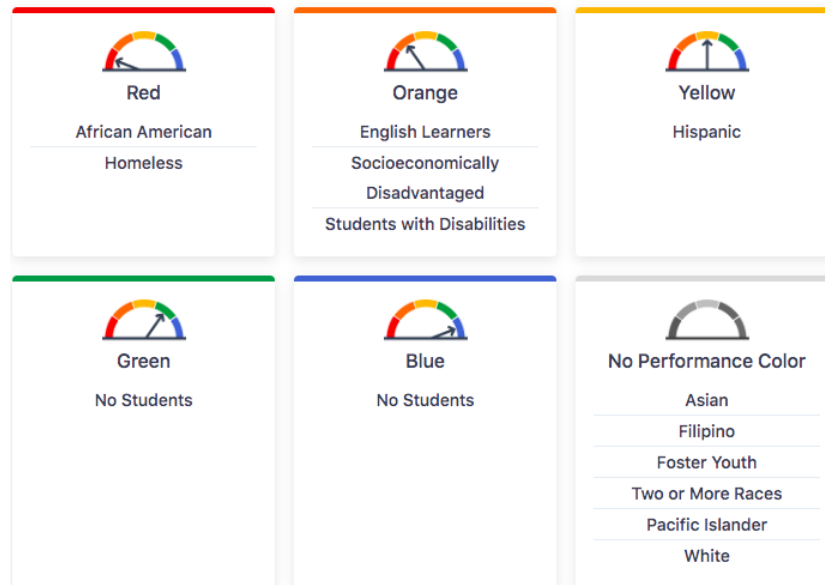 Red
African American
Homeless
Orange
English Learners
Socioeconomically
Disadvantaged
Students with Disabilities
Yellow
Hispanic
Green
No Students
Blue
No Students
No Performance Color
Asian
Filipino
Foster Youth
Two or More Races
Pacific Islander
White